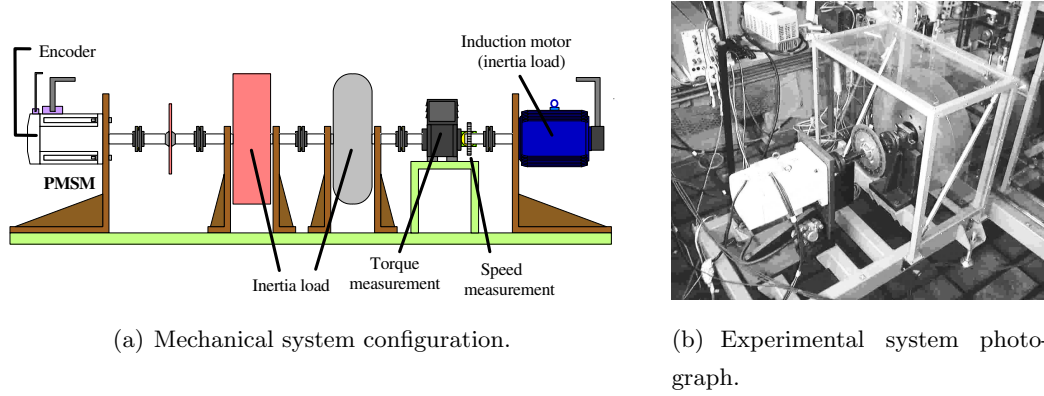 Encoder
Induction motor
(inertia load)
PMSM
Inertia load
Torque
measurement
Speed
measurement
(a) Mechanical system configuration.
(b) Experimental system photo-
graph.